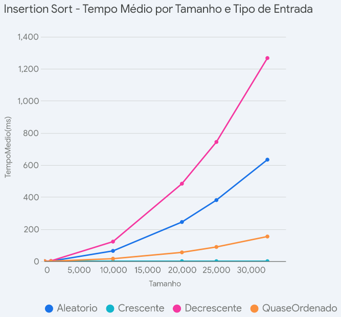 Insertion Sort - Tempo Médio por Tamanho e Tipo de Entrada
1,400
1,200
1,000
800
600
400
200
0
TempoMedio(ms)
0 5,000 10,000 15,000 20,000 25,000 30,000
Tamanho
Aleatorio Crescente Decrescente QuaseOrdenado